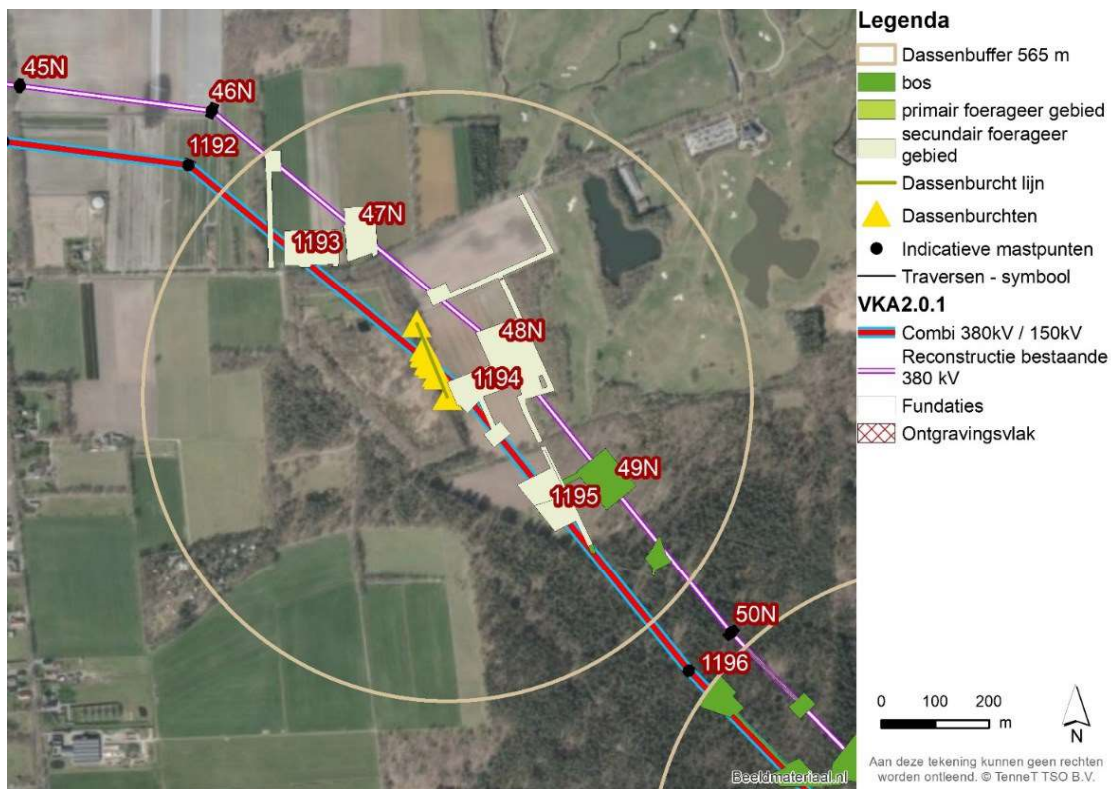 45N
46N
1192
47N
1193
48N
1194
49N
1195
50N
1196
Beeldmateriaal.nl
Legenda
Dassenbuffer 565 m
bos
primair foerageer gebied
secundair foerageer
gebied
Dassenburcht lijn
Dassenburchten
Indicatieve mastpunten
Traversen - symbool
VKA2.0.1
Combi 380kV / 150kV
Reconstructie bestaande
380 kV
Fundaties
Ontgravingsvlak
0 100 200
m
N
Aan deze tekening kunnen geen rechten
worden ontleend. © TenneT TSO B.V.